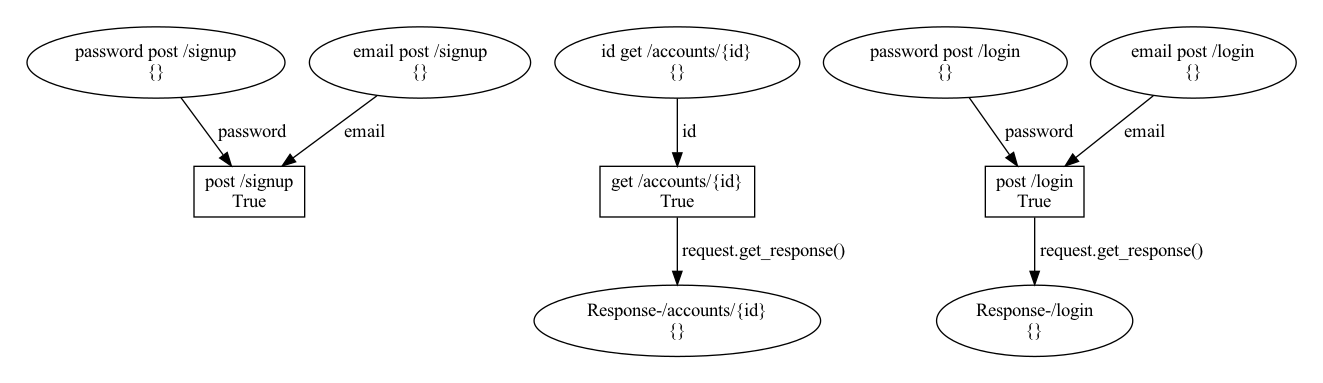 password post /signup
{}
email post /signup
{}
id get /accounts/{id}
{}
password post /login
{}
email post /login
{}
password
email
id
password
email
post /signup
True
get /accounts/{id}
True
post /login
True
request.get_response()
request.get_response()
Response-/accounts/{id}
{}
Response-/login
{}